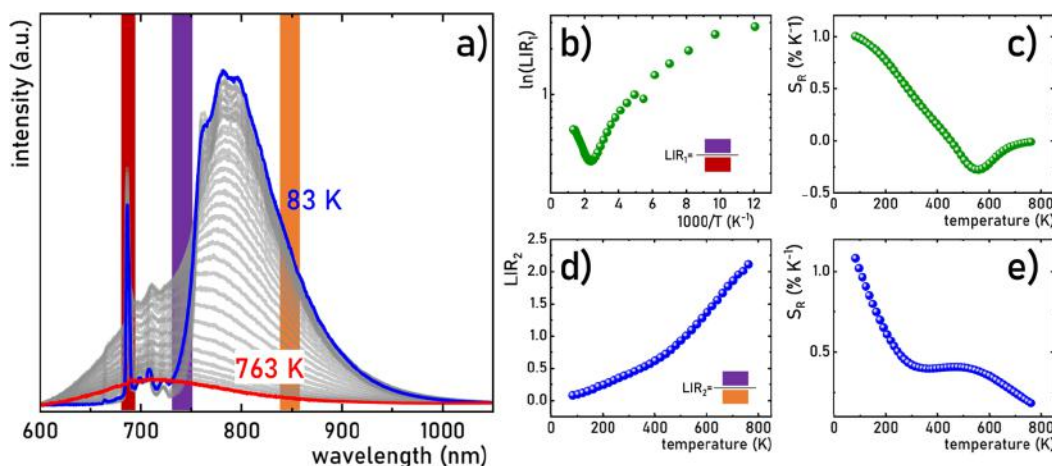 a)
intensity (a.u.)
83 K
763 K
600 700 800 900 1000
wavelength (nm)
b)
ln(LIR₁)
1
LIR₁=
0 2 4 6 8 10 12
1000/T (K⁻¹)
c)
S_R (% K⁻¹)
1.0
0.5
0.0
−0.5
0 200 400 600 800
temperature (K)
d)
LIR₂
2.5
2.0
1.5
1.0
0.5
0.0
LIR₂=
0 200 400 600 800
temperature (K)
e)
S_R (% K⁻¹)
1.0
0.5
0 200 400 600 800
temperature (K)